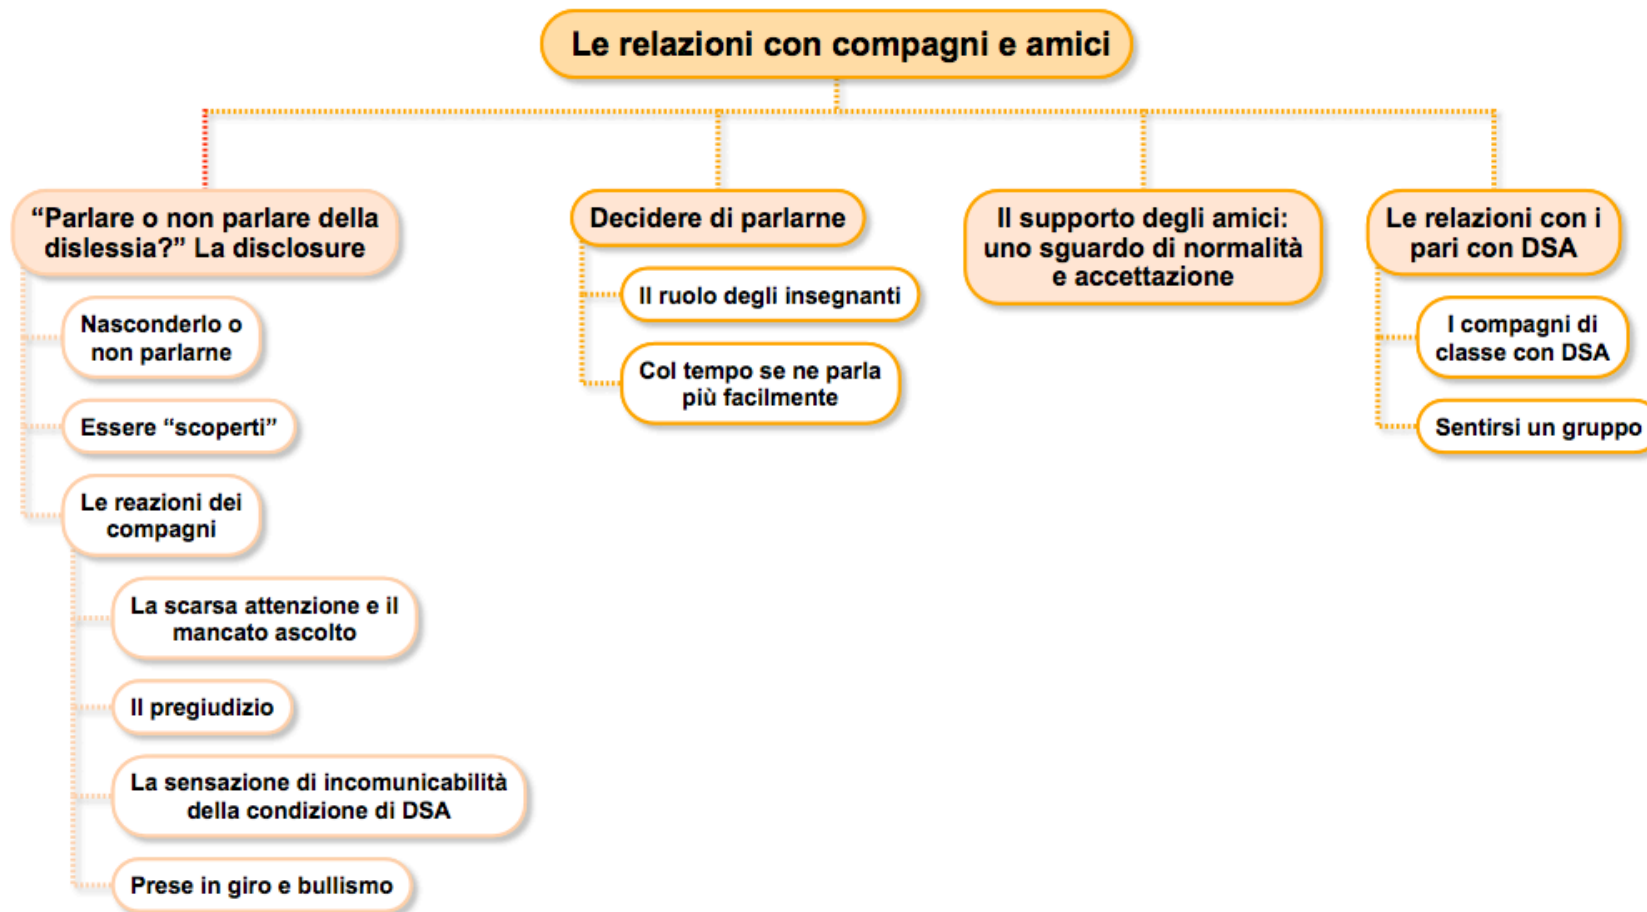 Le relazioni con compagni e amici
“Parlare o non parlare della
dislessia?” La disclosure
Nasconderlo o
non parlarne
Essere “scoperti”
Le reazioni dei
compagni
La scarsa attenzione e il
mancato ascolto
Il pregiudizio
La sensazione di incomunicabilità
della condizione di DSA
Prese in giro e bullismo
Decidere di parlarne
Il ruolo degli insegnanti
Col tempo se ne parla
più facilmente
Il supporto degli amici:
uno sguardo di normalità
e accettazione
Le relazioni con i
pari con DSA
I compagni di
classe con DSA
Sentirsi un gruppo